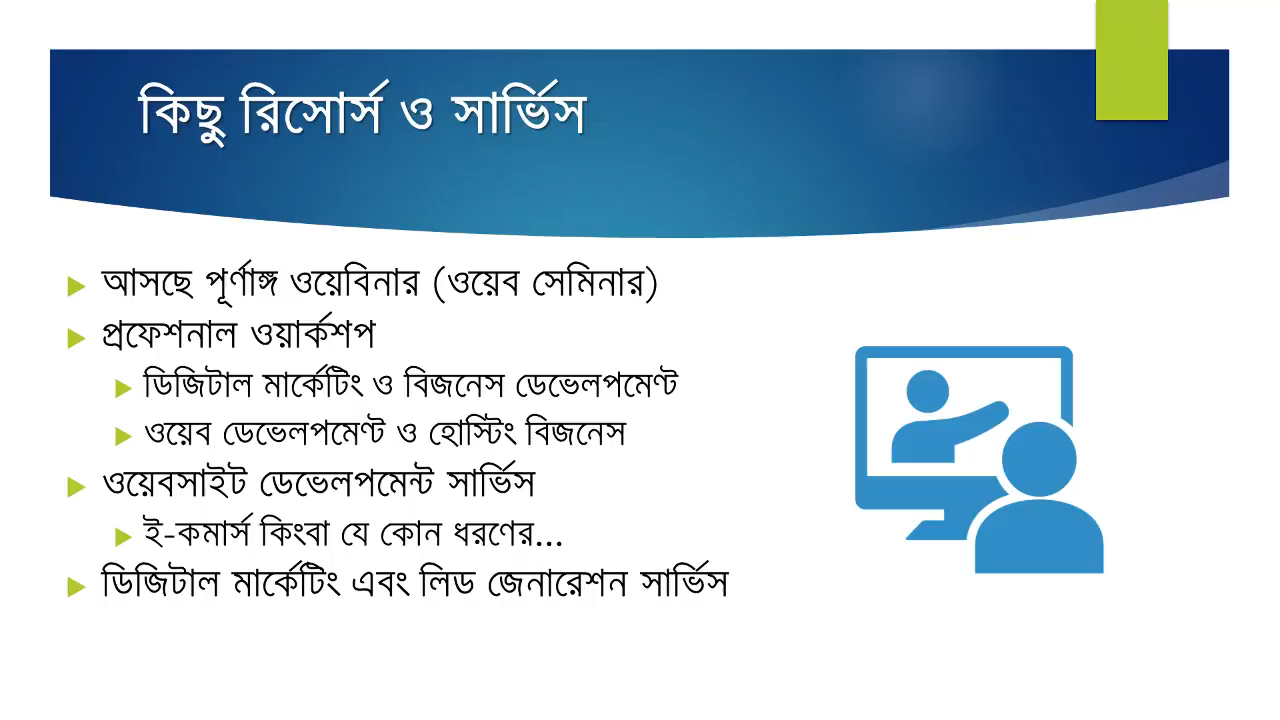 কিছু রিসোর্স ও সার্ভিস
আসছে পূর্ণাঙ্গ ওয়েবিনার (ওয়েব সেমিনার)
প্রফেশনাল ওয়ার্কশপ
ডিজিটাল মার্কেটিং ও বিজনেস ডেভেলপমেণ্ট
ওয়েব ডেভেলপমেণ্ট ও হোস্টিং বিজনেস
ওয়েবসাইট ডেভেলপমেন্ট সার্ভিস
ই-কমার্স কিংবা যে কোন ধরণের...
ডিজিটাল মার্কেটিং এবং লিড জেনারেশন সার্ভিস